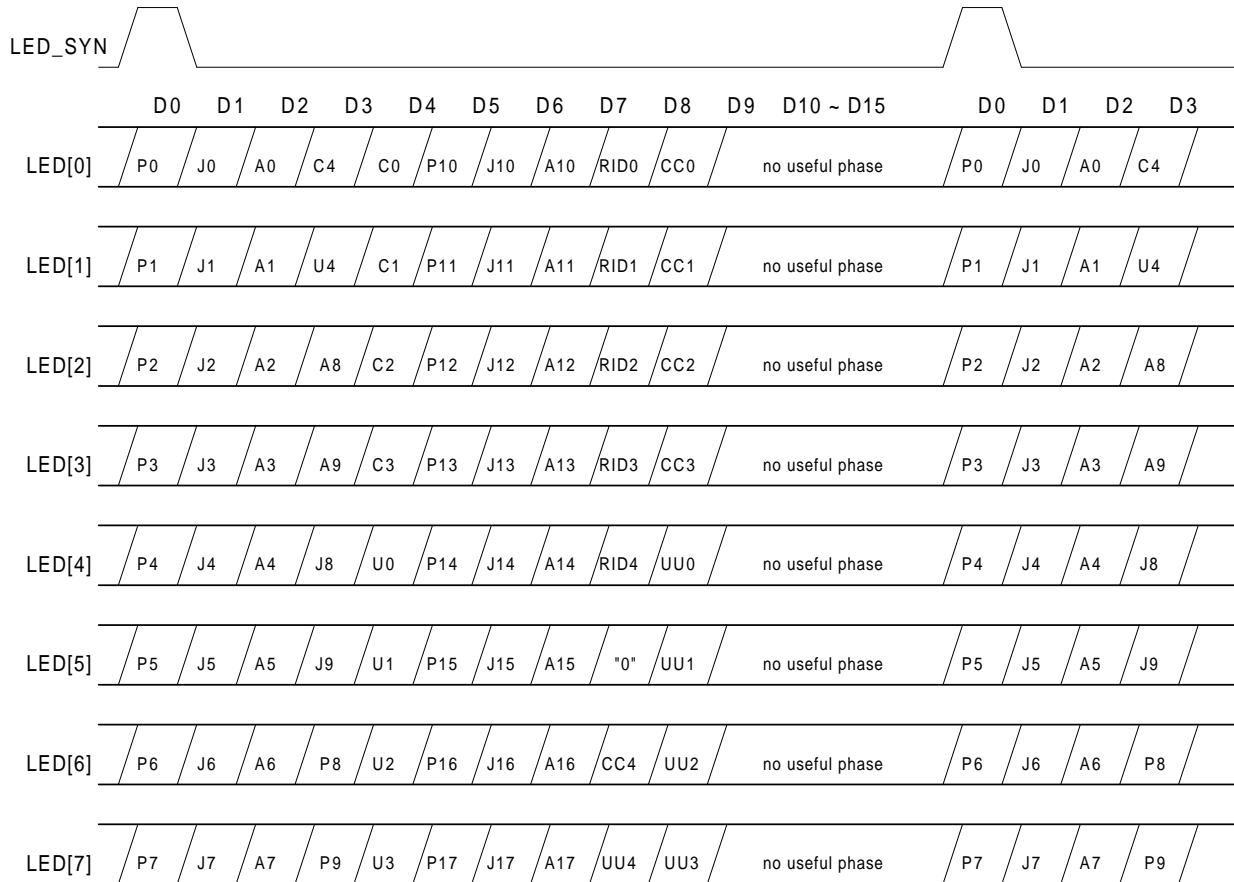 LED_SYN
D0 D1 D2 D3 D4 D5 D6 D7 D8 D9 D10 ~ D15 D0 D1 D2 D3
LED[0] P0 J0 A0 C4 C0 P10 J10 A10 RID0 CC0 no useful phase P0 J0 A0 C4
LED[1] P1 J1 A1 U4 C1 P11 J11 A11 RID1 CC1 no useful phase P1 J1 A1 U4
LED[2] P2 J2 A2 A8 C2 P12 J12 A12 RID2 CC2 no useful phase P2 J2 A2 A8
LED[3] P3 J3 A3 A9 C3 P13 J13 A13 RID3 CC3 no useful phase P3 J3 A3 A9
LED[4] P4 J4 A4 J8 U0 P14 J14 A14 RID4 UU0 no useful phase P4 J4 A4 J8
LED[5] P5 J5 A5 J9 U1 P15 J15 A15 "0" UU1 no useful phase P5 J5 A5 J9
LED[6] P6 J6 A6 P8 U2 P16 J16 A16 CC4 UU2 no useful phase P6 J6 A6 P8
LED[7] P7 J7 A7 P9 U3 P17 J17 A17 UU4 UU3 no useful phase P7 J7 A7 P9